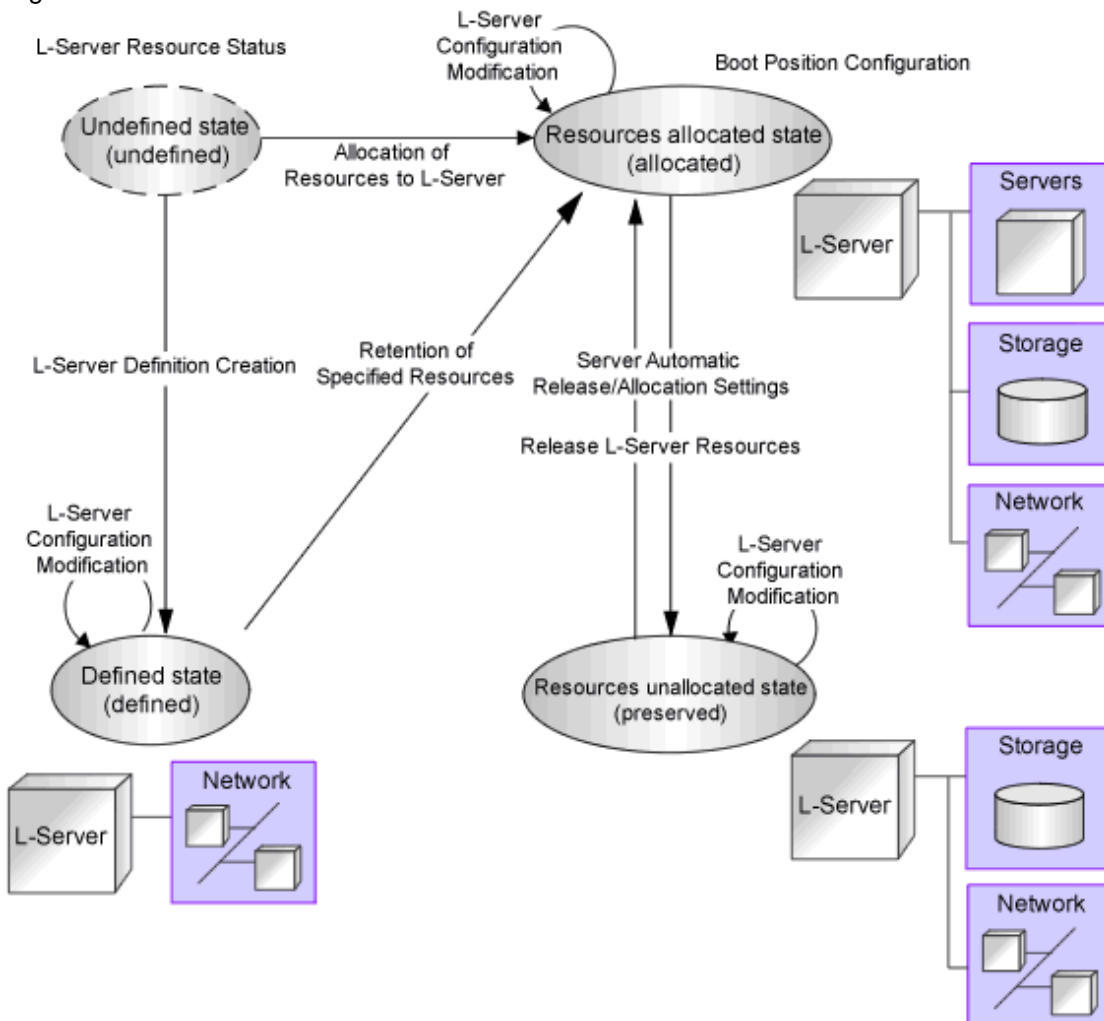 L-Server Resource Status
L-Server
Configuration
Modification
Boot Position Configuration
Undefined state
(undefined)
Allocation of
Resources to L-Server
Resources allocated state
(allocated)
L-Server
Servers
Storage
Network
L-Server Definition Creation
Retention of
Specified Resources
Server Automatic
Release/Allocation Settings
Release L-Server Resources
L-Server
Configuration
Modification
Defined state
(defined)
L-Server
Network
L-Server
Configuration
Modification
Resources unallocated state
(preserved)
L-Server
Storage
Network